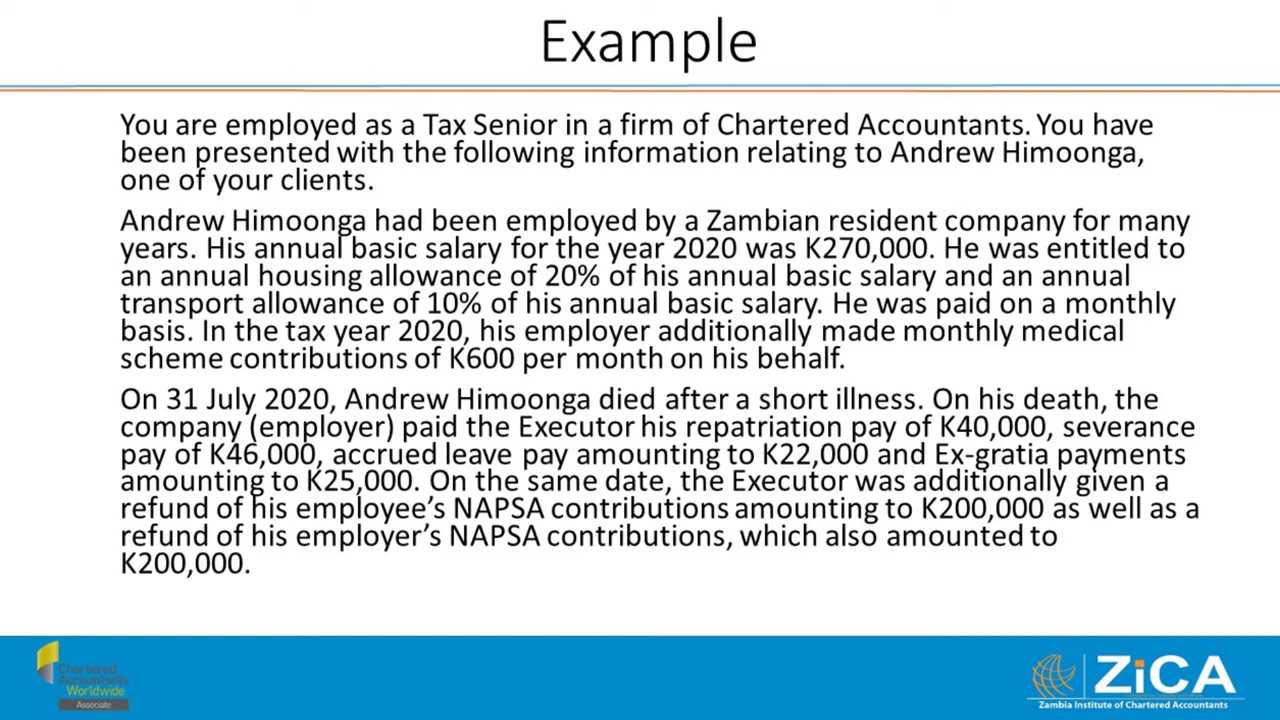 Example
You are employed as a Tax Senior in a firm of Chartered Accountants. You have
been presented with the following information relating to Andrew Himoonga,
one of your clients.
Andrew Himoonga had been employed by a Zambian resident company for many
years. His annual basic salary for the year 2020 was K270,000. He was entitled to
an annual housing allowance of 20% of his annual basic salary and an annual
transport allowance of 10% of his annual basic salary. He was paid on a monthly
basis. In the tax year 2020, his employer additionally made monthly medical
scheme contributions of K600 per month on his behalf.
On 31 July 2020, Andrew Himoonga died after a short illness. On his death, the
company (employer) paid the Executor his repatriation pay of K40,000, severance
pay of K46,000, accrued leave pay amounting to K22,000 and Ex-gratia payments
amounting to K25,000. On the same date, the Executor was additionally given a
refund of his employee's NAPSA contributions amounting to K200,000 as well as a
refund of his employer's NAPSA contributions, which also amounted to
K200,000.
Chartered
Accountants
Worldwide
Associate
ZiCA
Zambia Institute of Chartered Accountants